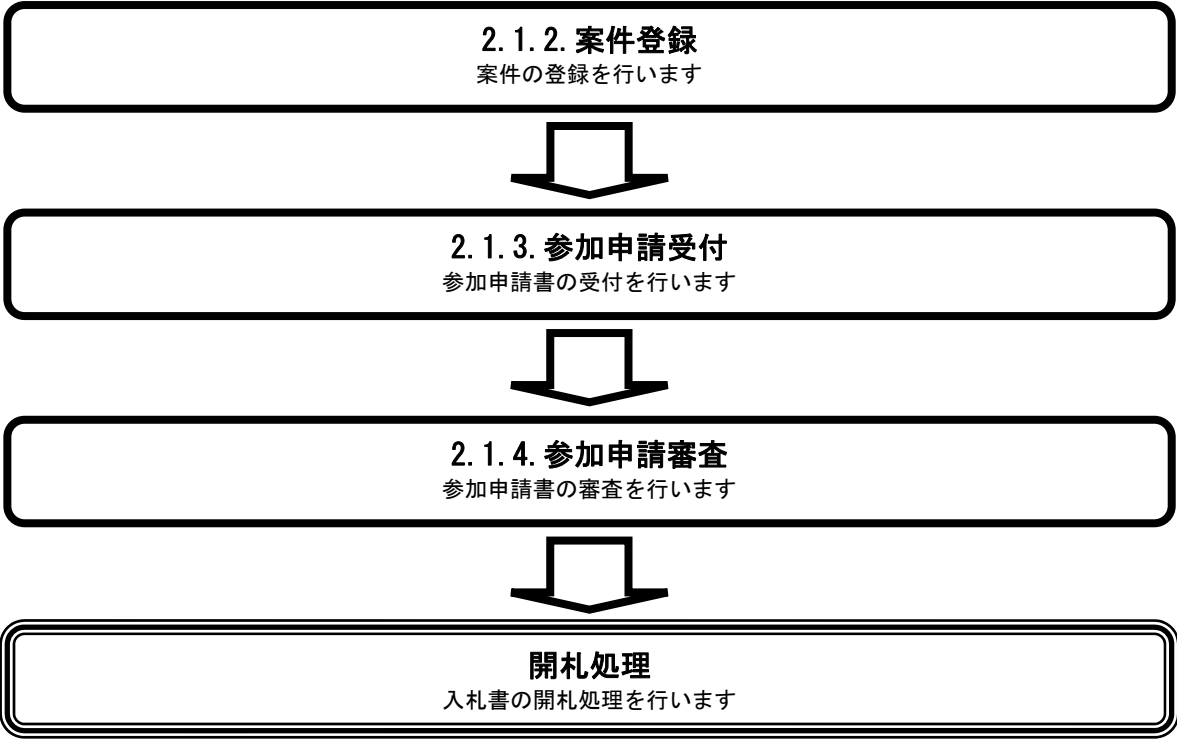 2.1.2.案件登録
案件の登録を行います
2.1.3.参加申請受付
参加申請書の受付を行います
2.1.4.参加申請審査
参加申請書の審査を行います
開札処理
入札書の開札処理を行います